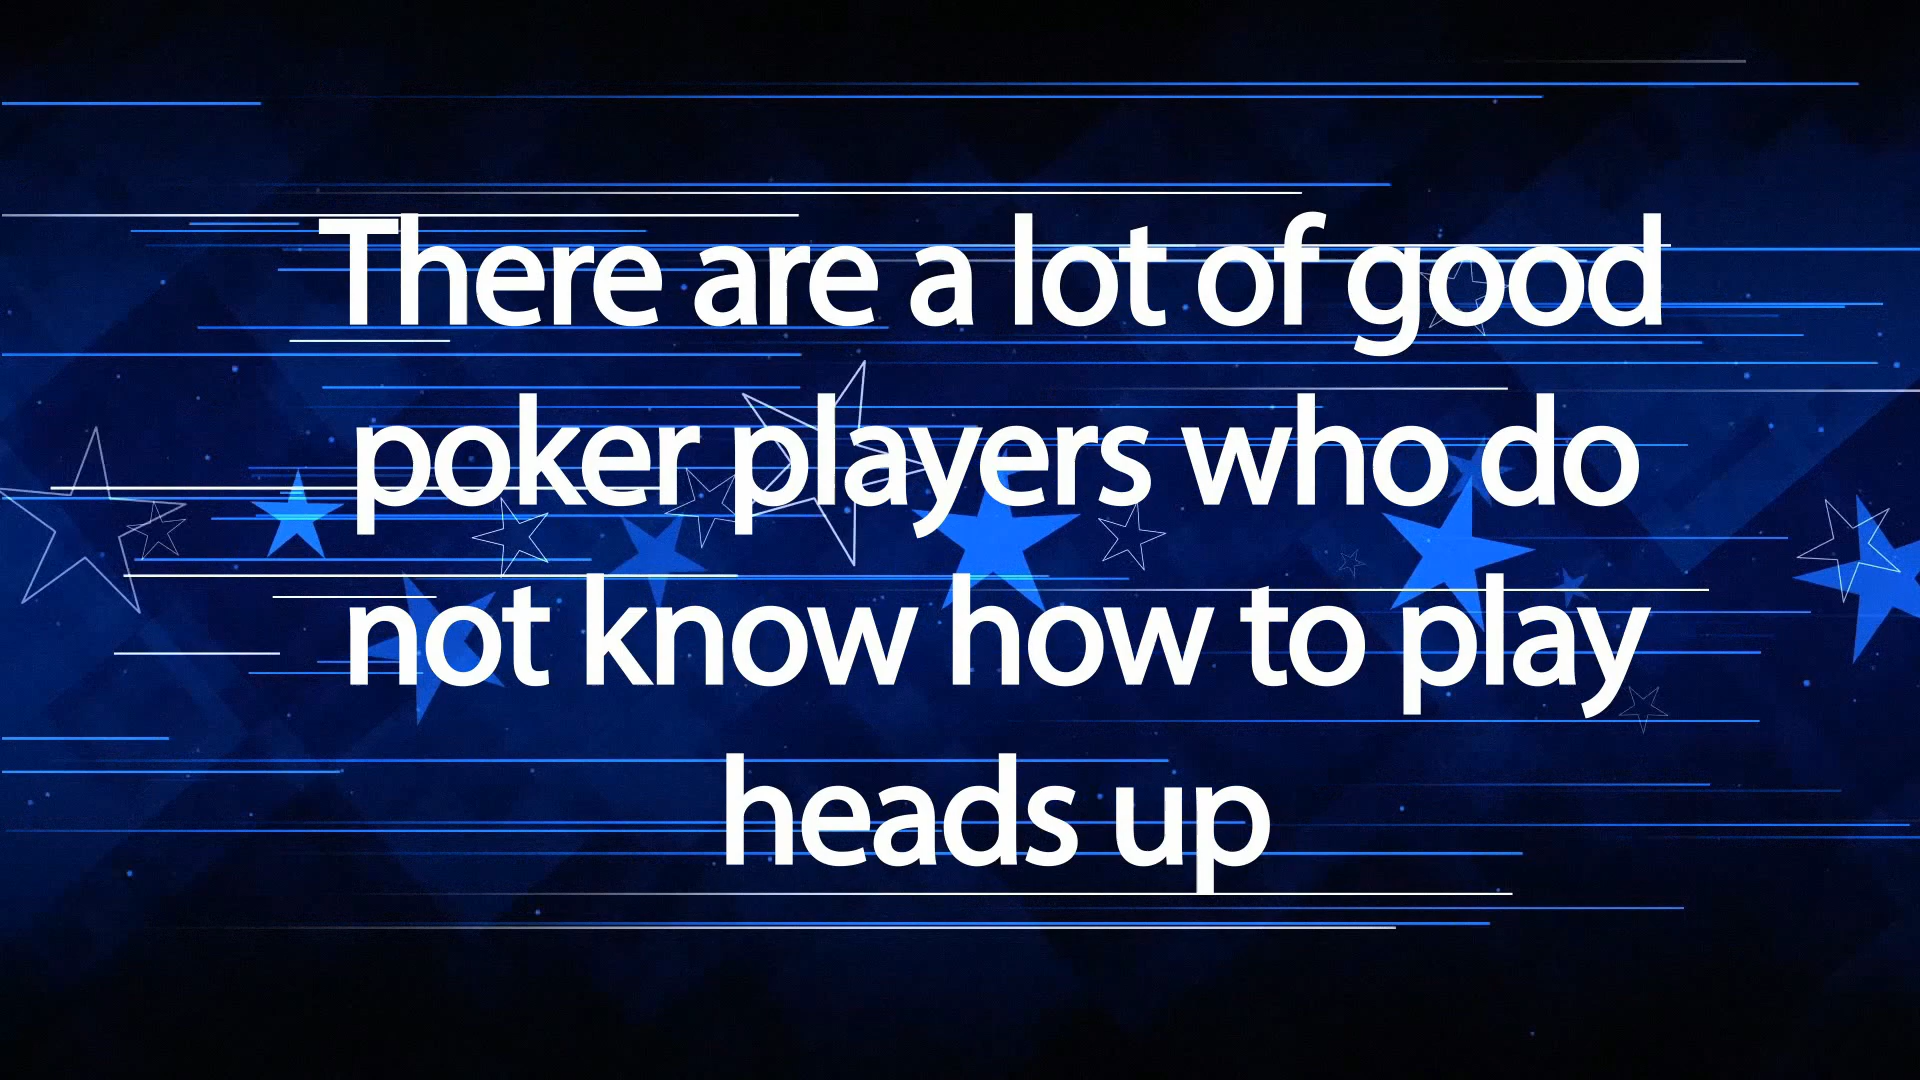 There are a lot of good
poker players who do
not know how to play
heads up